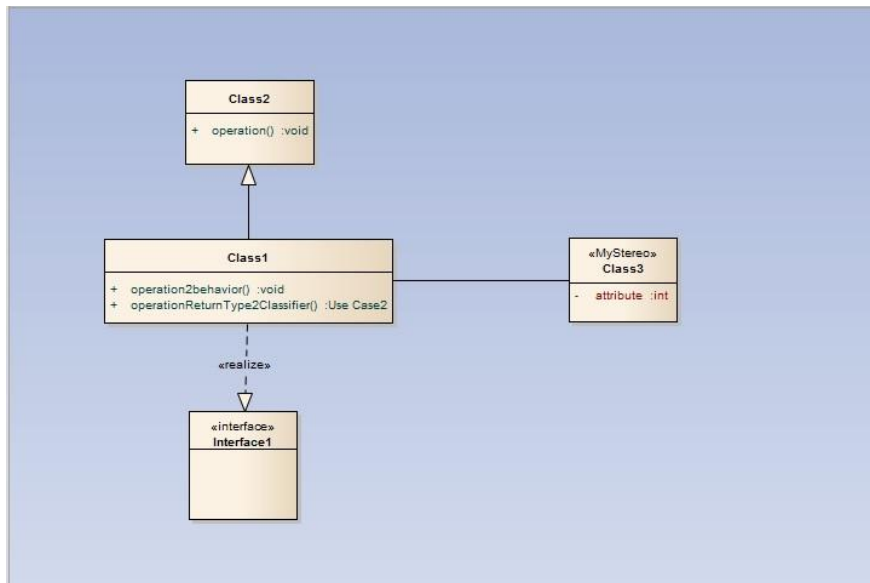 Class2
+ operation() :void
Class1
+ operation2behavior() :void
+ operationReturnType2Classifier() :Use Case2
«MyStereo»
Class3
- attribute :int
«realize»
«interface»
Interface1